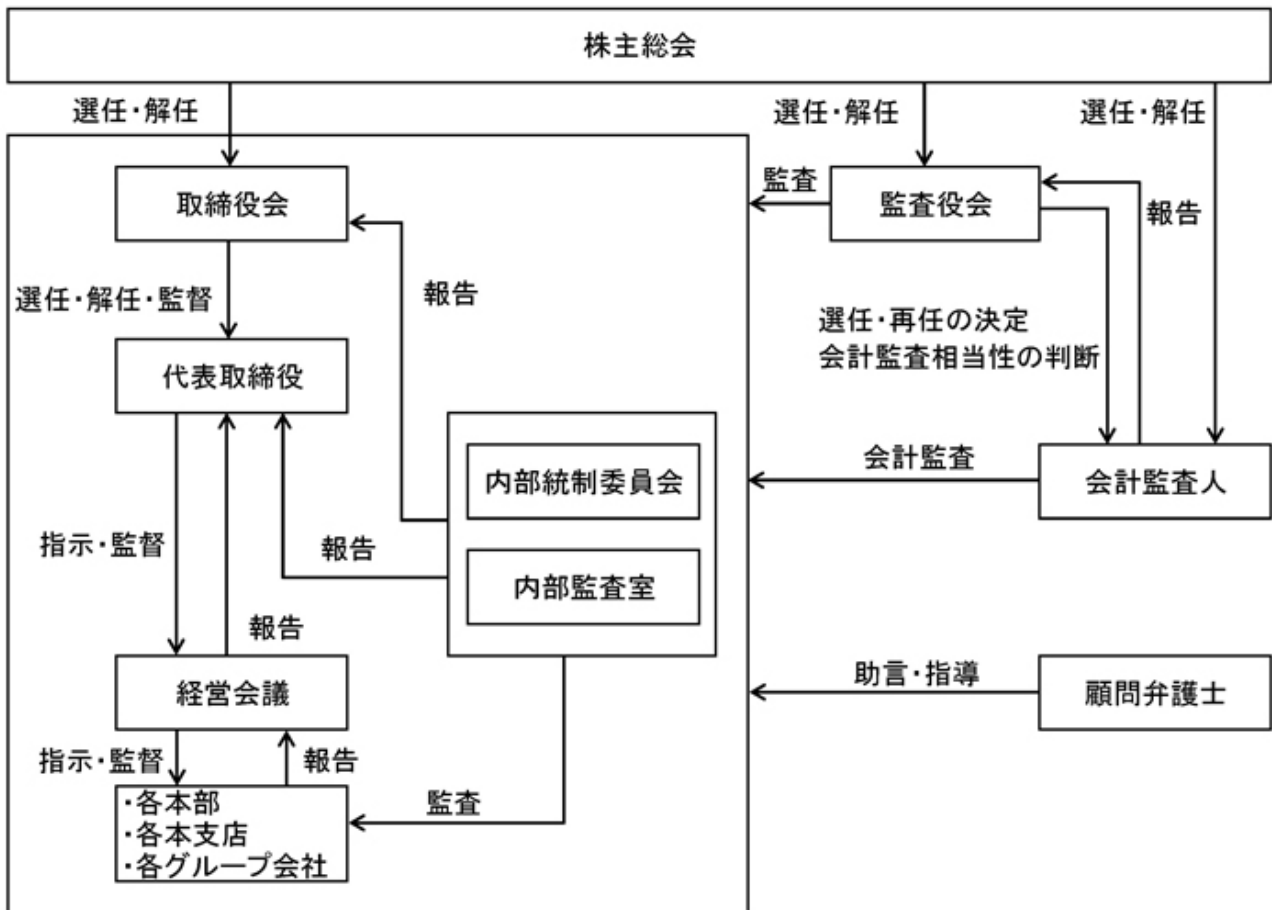 株主総会
選任・解任
選任・解任
選任・解任
取締役会
監査
監査役会
報告
選任・解任・監督
報告
選任・再任の決定
会計監査相当性の判断
代表取締役
内部統制委員会
会計監査
会計監査人
指示・監督
報告
内部監査室
報告
経営会議
助言・指導
顧問弁護士
指示・監督
報告
・各本部
・各本支店
・各グループ会社
監査